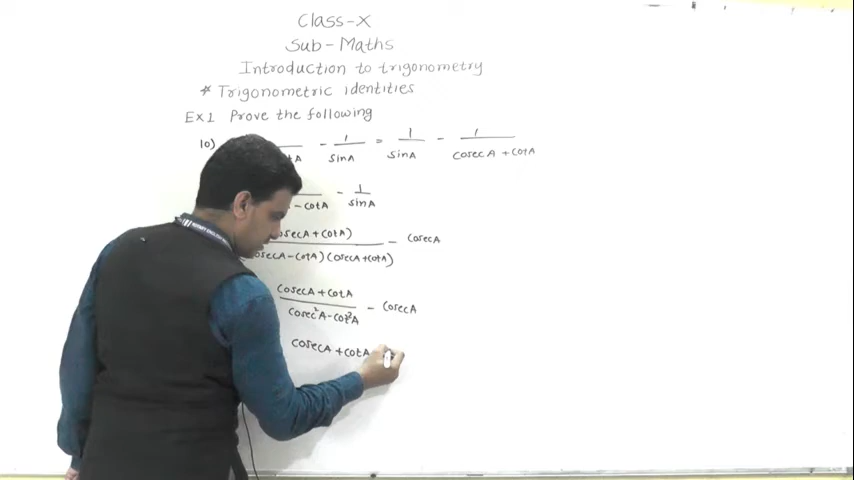 Class-X
Sub-Maths
Introduction to trigonometry
* Trigonometric identities
Ex1 Prove the following
10) - 1/sinA = 1/sinA - 1/cosecA + cotA
- cotA - 1/sinA
cosecA + cotA) - cosecA
cosecA - cotA) (cosecA + cotA)
cosecA + cotA - cosecA
cosec²A - cot²A
cosecA + cotA